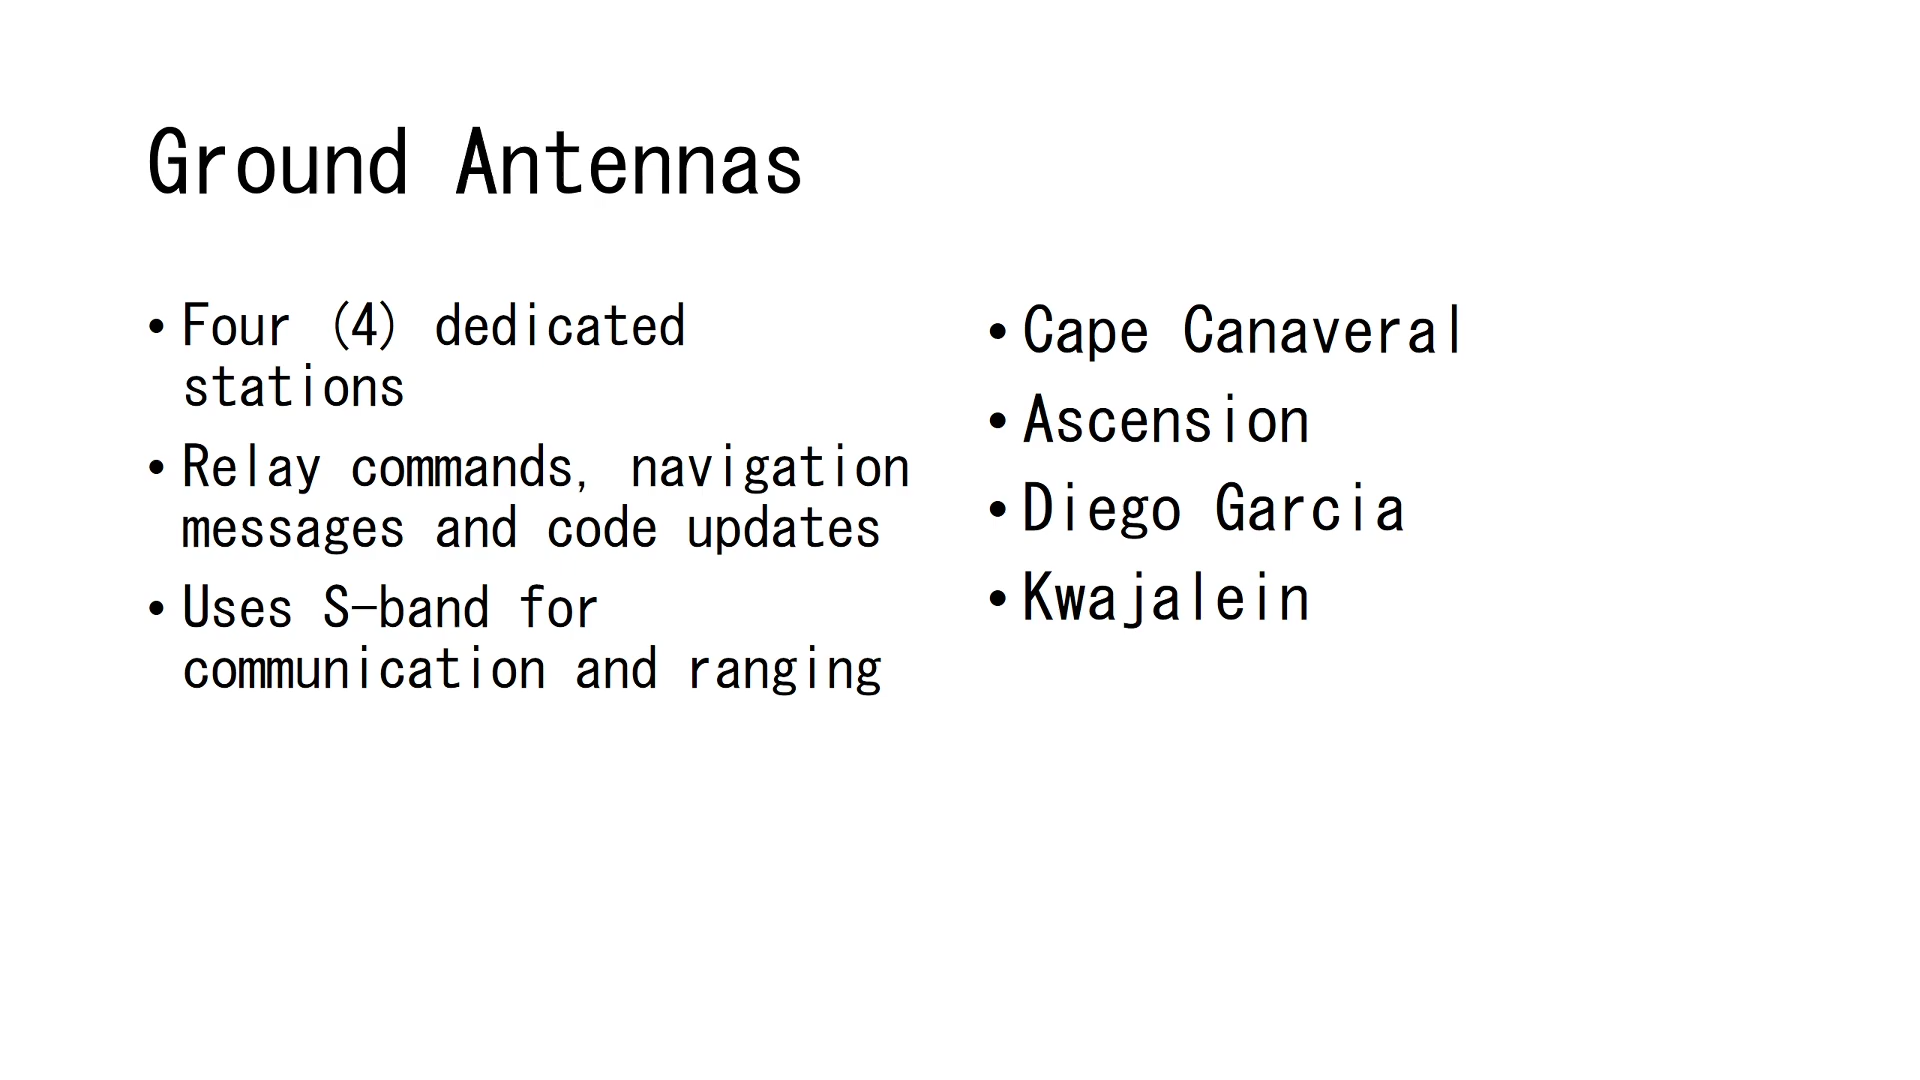 Ground Antennas
• Four (4) dedicated
stations
• Relay commands, navigation
messages and code updates
• Uses S-band for
communication and ranging
• Cape Canaveral
• Ascension
• Diego Garcia
• Kwajalein